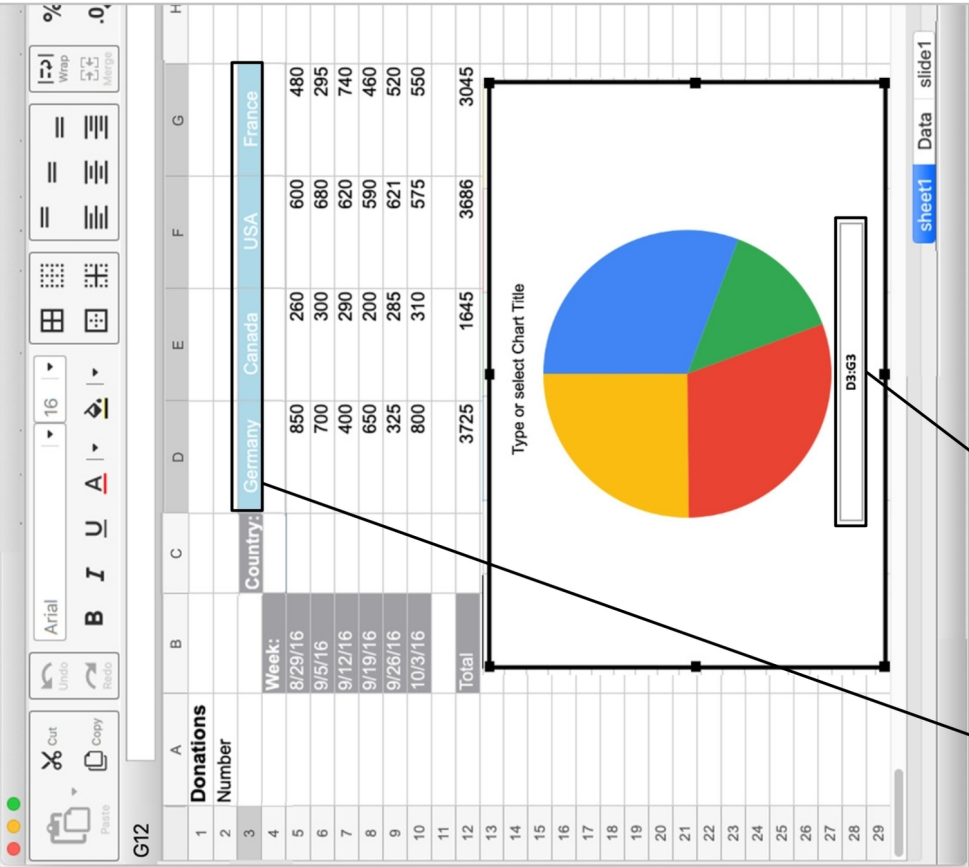 Paste Cut Undo Arial 16 Wrap %
Copy Redo B I U A Merge .0
G12
A B C D E F G H
1 Donations
2 Number
3 Country: Germany Canada USA France
4 Week:
5 8/29/16 850 260 600 480
6 9/5/16 700 300 680 295
7 9/12/16 400 290 620 740
8 9/19/16 650 200 590 460
9 9/26/16 325 285 621 520
10 10/3/16 800 310 575 550
11
12 Total 3725 1645 3686 3045
13
14 Type or select Chart Title
15
16
17
18
19
20
21
22
23
24
25
26
27
28 D3:G3
29
sheet1 Data slide1